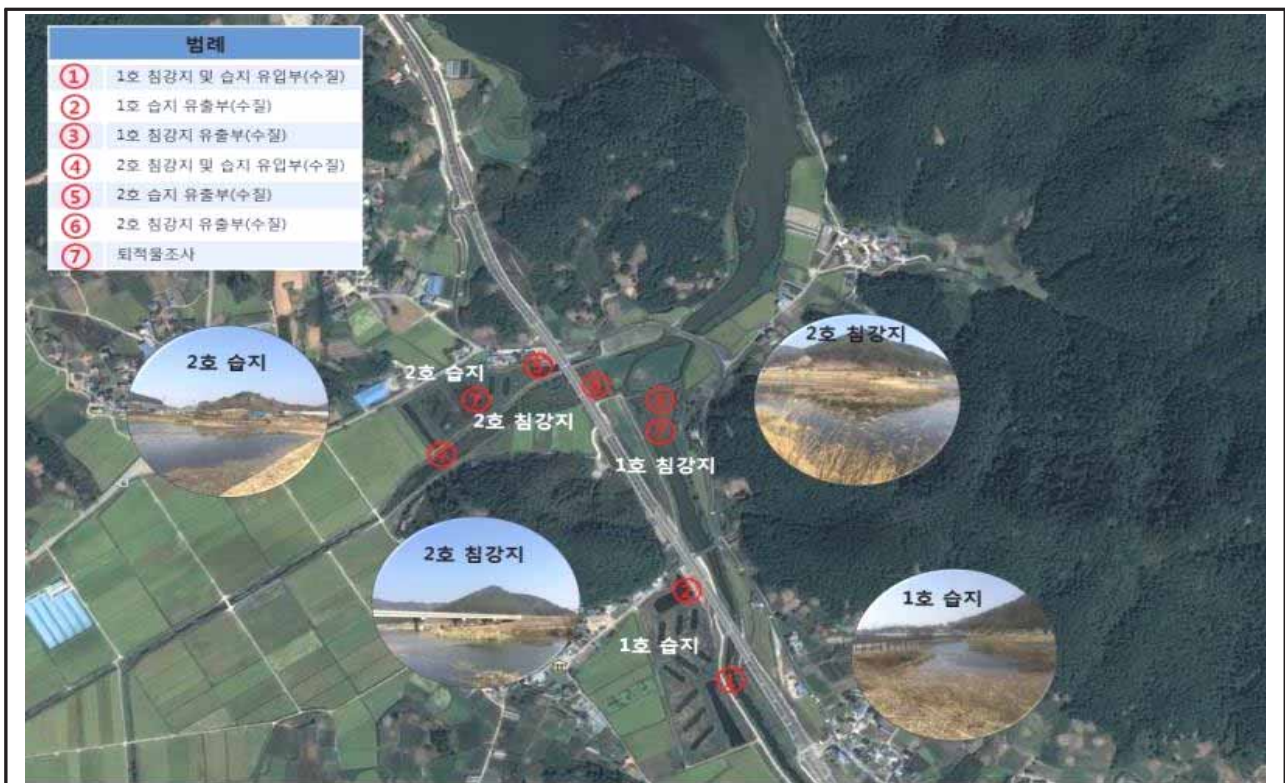 범례
① 1호 침강지 및 습지 유입부(수질)
② 1호 습지 유출부(수질)
③ 1호 침강지 유출부(수질)
④ 2호 침강지 및 습지 유입부(수질)
⑤ 2호 습지 유출부(수질)
⑥ 2호 침강지 유출부(수질)
⑦ 퇴적물조사
2호 습지
2호 침강지
2호 습지
⑦
2호 침강지
1호 침강지
2호 침강지
②
1호 습지
1호 습지
①